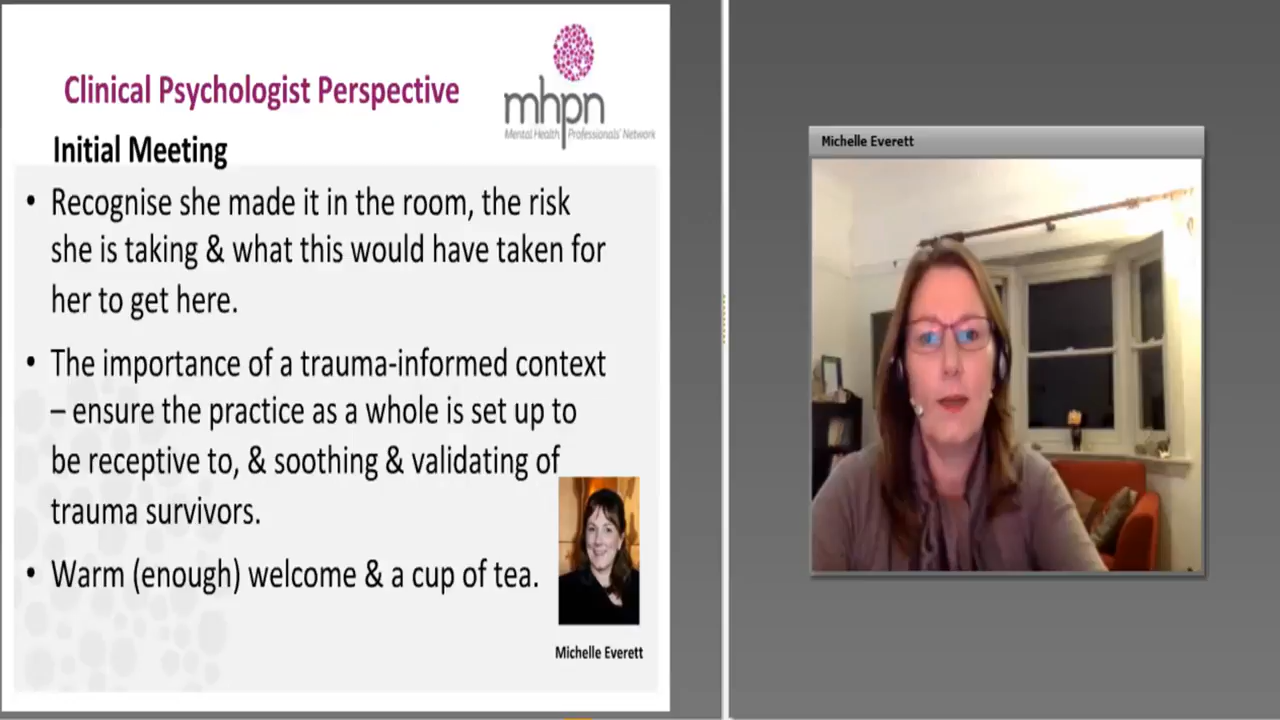 Clinical Psychologist Perspective
mhpn
Mental Health Professionals' Network
Initial Meeting
• Recognise she made it in the room, the risk
she is taking & what this would have taken for
her to get here.
• The importance of a trauma-informed context
– ensure the practice as a whole is set up to
be receptive to, & soothing & validating of
trauma survivors.
• Warm (enough) welcome & a cup of tea.
Michelle Everett
Michelle Everett